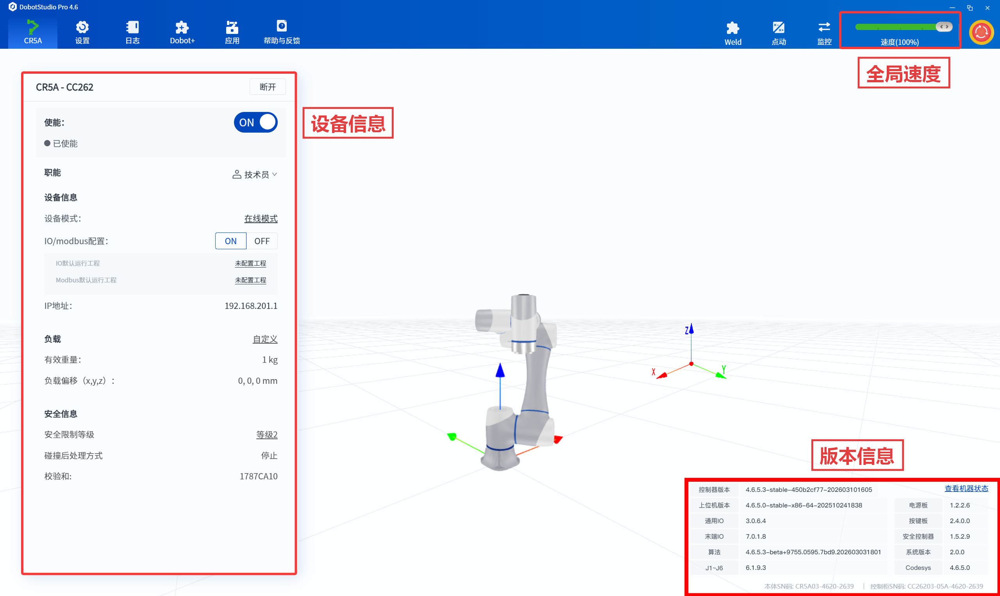 DobotStudio Pro 4.6
CR5A
设置
日志
Dobot+
应用
帮助与反馈
Weld
点动
监控
速度(100%)
全局速度
CR5A - CC262
断开
设备信息
使能：
ON
已使能
职能
技术员
设备信息
设备模式：
在线模式
IO/modbus配置：
ON
OFF
IO默认运行工程
未配置工程
Modbus默认运行工程
未配置工程
IP地址：
192.168.201.1
负载
自定义
有效重量：
1 kg
负载偏移（x,y,z）：
0, 0, 0 mm
安全信息
安全限制等级
等级2
碰撞后处理方式
停止
校验和:
1787CA10
Z
X
Y
版本信息
控制器版本 4.6.5.3-stable-450b2cf77-202603101605
查看机器状态
上位机版本 4.6.5.0-stable-x86-64-202510241838
电源板 1.2.2.6
通用IO 3.0.6.4
按键板 2.4.0.0
末端IO 7.0.1.8
安全控制器 1.5.2.9
算法 4.6.5.3-beta+9755.0595.7bd9.202603031801
系统版本 2.0.0
J1~J6 6.1.9.3
Codesys 4.6.5.0
本体SN码: CR5A03-4620-2639 | 控制柜SN码: CC26203-05A-4620-2639